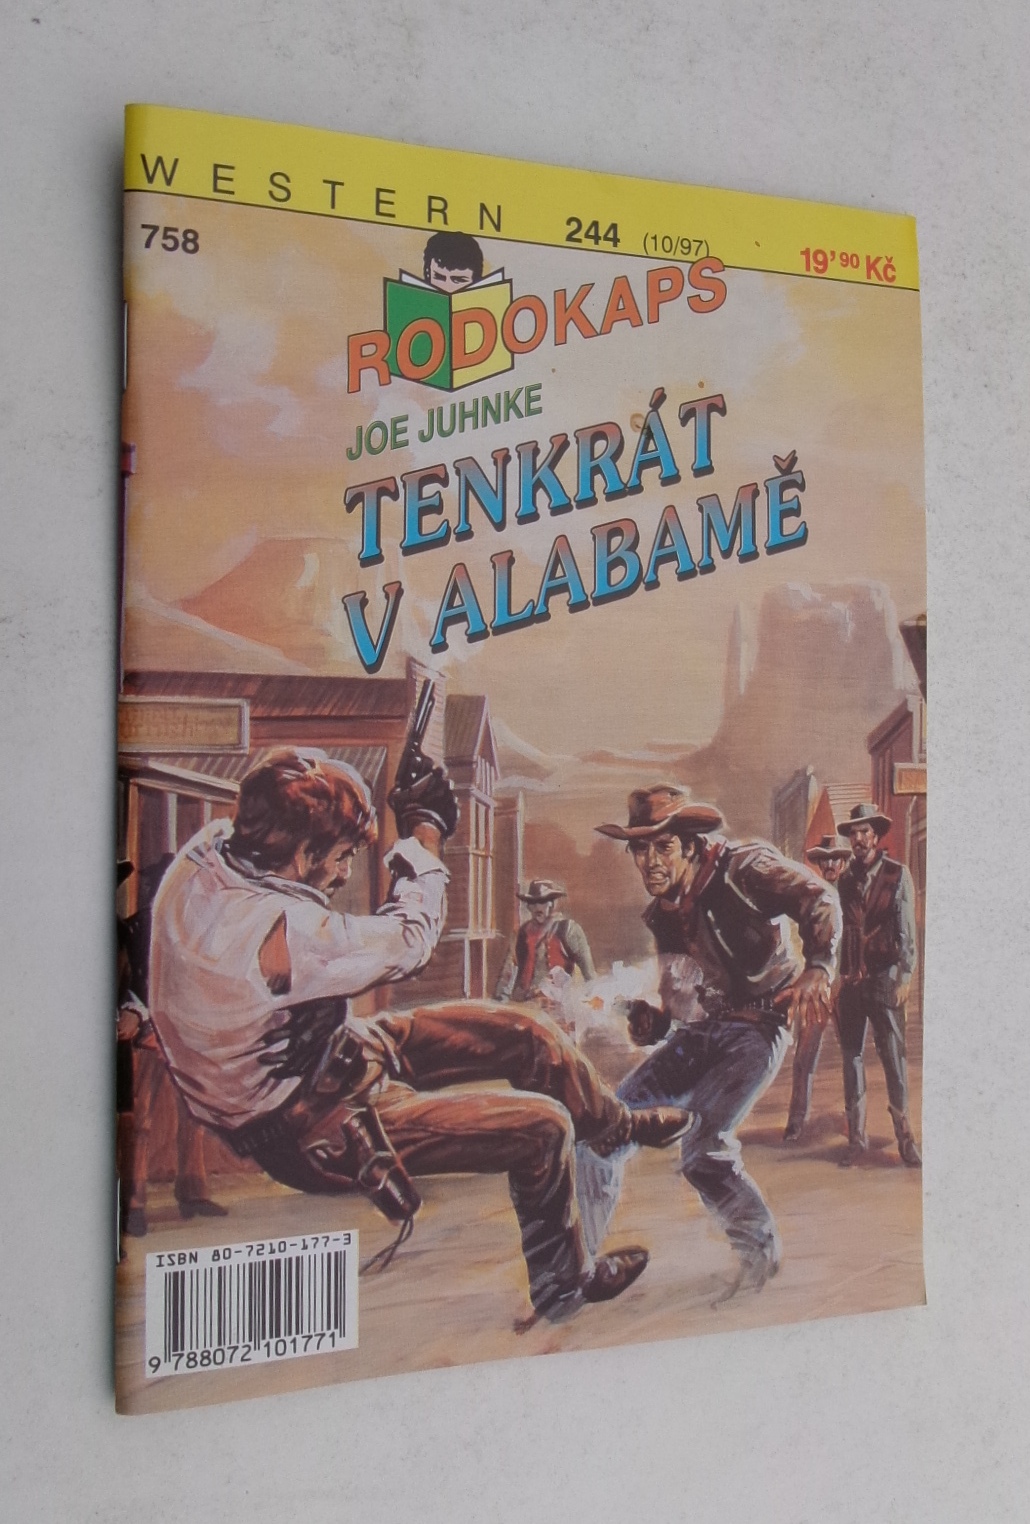 WESTERN 244 (10/97) 19'90 Kč
758
RODOKAPS
JOE JUHNKE
TENKRÁT
V ALABAMĚ
ISBN 80-7210-177-3
9 788072 101771